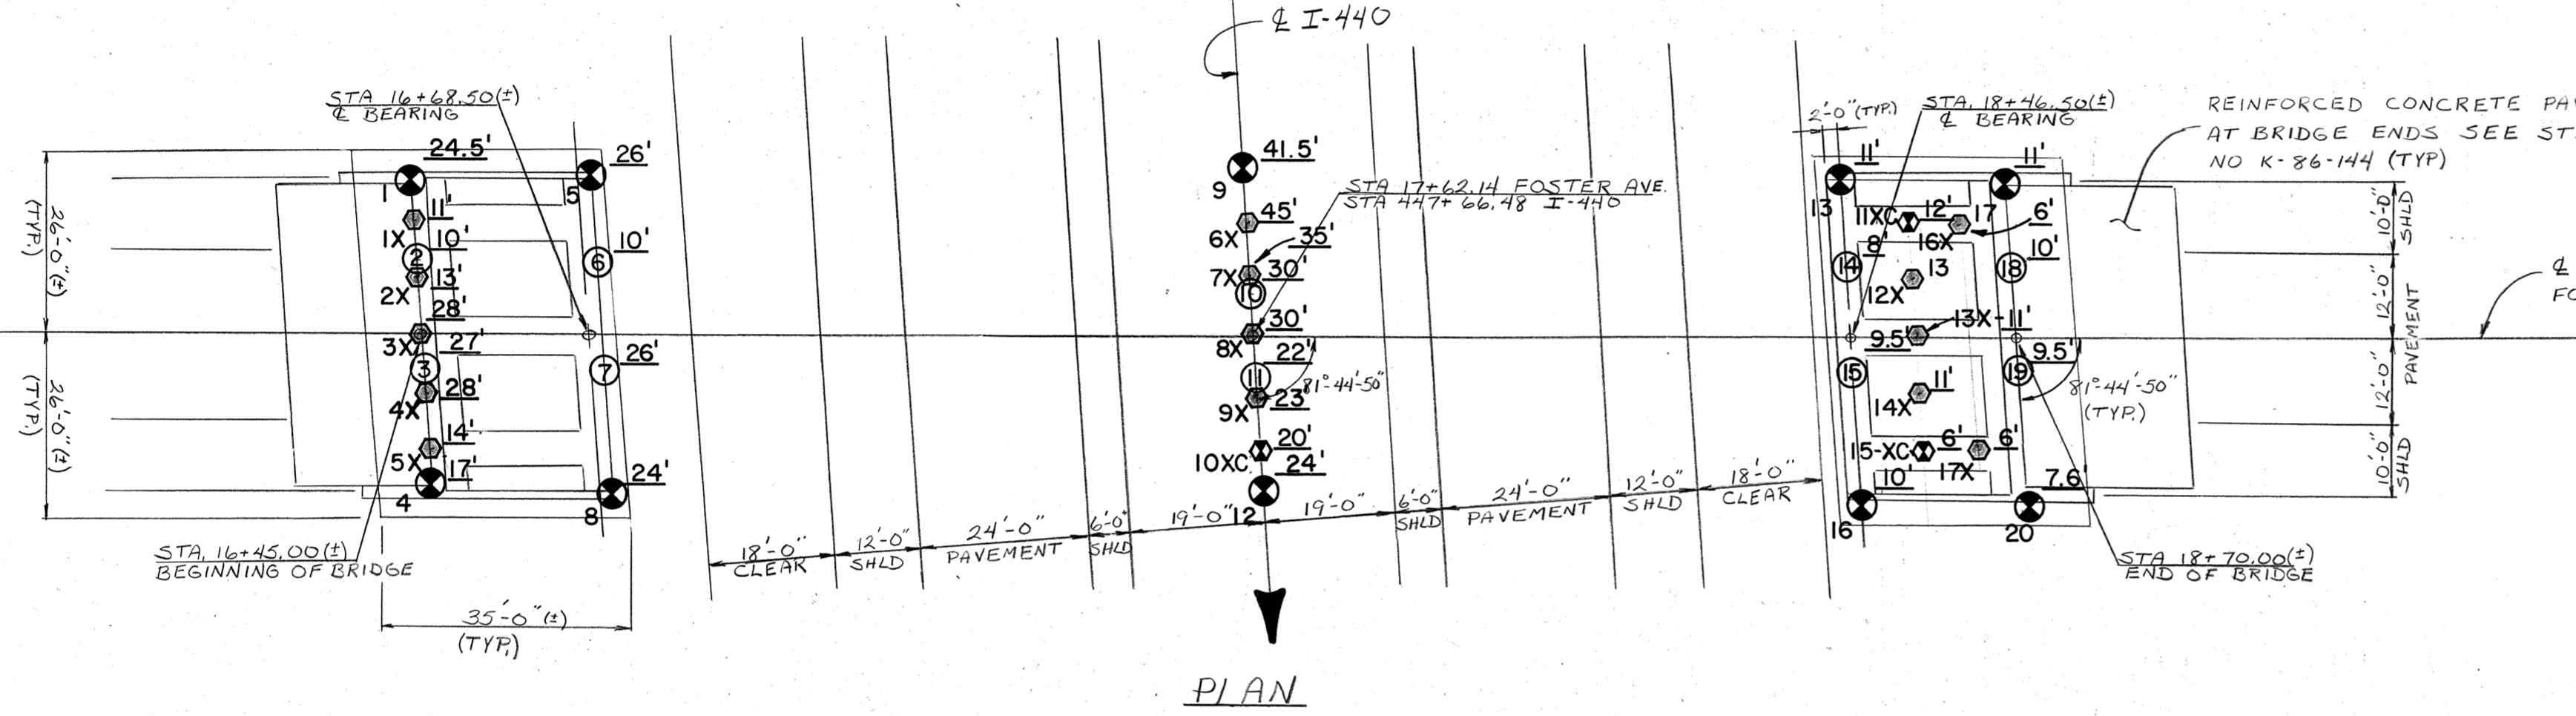 ℄ I-440
STA 16+68.50(±)
℄ BEARING
STA. 18+46.50(±)
℄ BEARING
2'-0" (TYP.)
REINFORCED CONCRETE
AT BRIDGE ENDS SEE
NO K-86-144 (TYP)
STA 17+62.14 FOSTER AVE.
STA 447+66.48 I-440
26'-0"(±)
(TYP.)
26'-0"(±)
(TYP.)
24.5'
1
11'
1X
10'
2
13'
2X
28'
3X
27'
3
28'
4X
14'
5X
17'
4
26'
5
10'
6
26'
7
24'
8
41.5'
9
45'
6X
35'
7X
30'
10
30'
8X
22'
11
81°-44'-50"
23'
9X
20'
10XC
24'
12
11'
13
11'
17
11XC
12'
6'
16X
8'
14
10'
18
13
12X
13X-11'
9.5'
15
9.5'
19
81°-44'-50"
(TYP.)
11'
14X
15-XC
6'
6'
17X
10'
16
7.6'
20
10'-0"
SHLD
12'-0"
PAVEMENT
12'-0"
10'-0"
SHLD
℄
18'-0"
CLEAR
12'-0"
SHLD
24'-0"
PAVEMENT
6'-0"
SHLD
19'-0"
19'-0"
6'-0"
SHLD
24'-0"
PAVEMENT
12'-0"
SHLD
18'-0"
CLEAR
STA. 16+45.00(±)
BEGINNING OF BRIDGE
STA 18+70.00(±)
END OF BRIDGE
35'-0"(±)
(TYP.)
PLAN